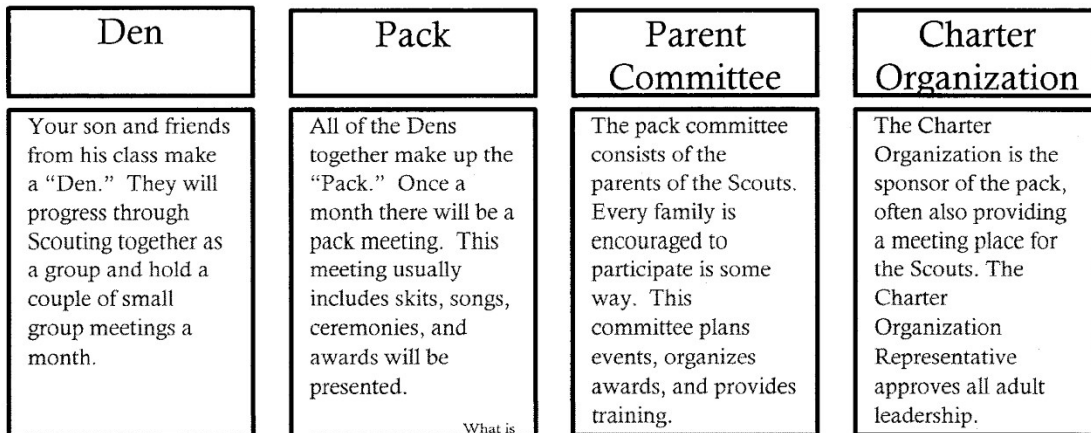 Den
Your son and friends
from his class make
a “Den.” They will
progress through
Scouting together as
a group and hold a
couple of small
group meetings a
month.
Pack
All of the Dens
together make up the
“Pack.” Once a
month there will be a
pack meeting. This
meeting usually
includes skits, songs,
ceremonies, and
awards will be
presented.
What is
Parent
Committee
The pack committee
consists of the
parents of the Scouts.
Every family is
encouraged to
participate is some
way. This
committee plans
events, organizes
awards, and provides
training.
Charter
Organization
The Charter
Organization is the
sponsor of the pack,
often also providing
a meeting place for
the Scouts. The
Charter
Organization
Representative
approves all adult
leadership.